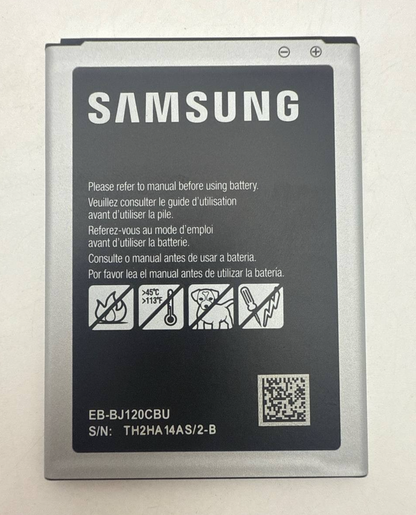 ⊖ ⊕
SAMSUNG
Please refer to manual before using battery.
Veuillez consulter le guide d'utilisation
avant d'utiliser la pile.
Referez-vous au mode d'emploi
avant d'utiliser la batterie.
Consulte o manual antes de usar a bateria.
Por favor lea el manual antes de utilizar la batería.
>45°C
>113°F
EB-BJ120CBU
S/N: TH2HA14AS/2-B